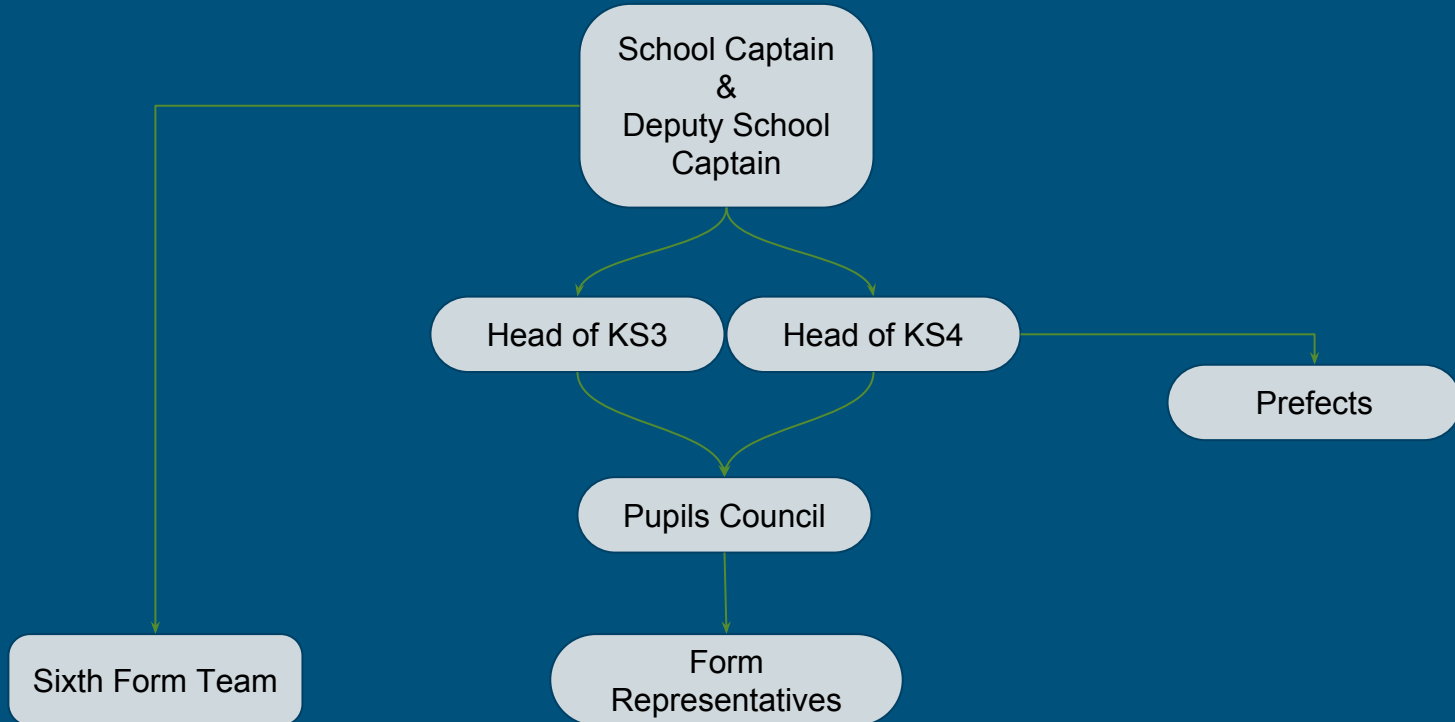 School Captain
&
Deputy School
Captain
Head of KS3
Head of KS4
Prefects
Pupils Council
Sixth Form Team
Form
Representatives